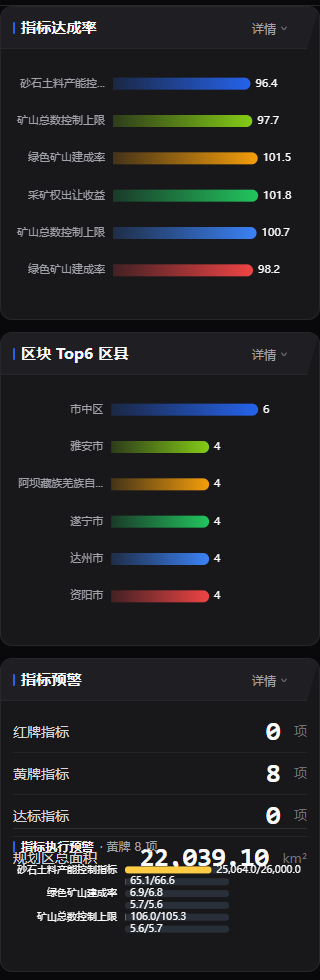 指标达成率 详情
砂石土料产能控... 96.4
矿山总数控制上限 97.7
绿色矿山建成率 101.5
采矿权出让收益 101.8
矿山总数控制上限 100.7
绿色矿山建成率 98.2
区块 Top6 区县 详情
市中区 6
雅安市 4
阿坝藏族羌族自... 4
遂宁市 4
达州市 4
资阳市 4
指标预警 详情
红牌指标 0 项
黄牌指标 8 项
达标指标 0 项
指标执行预警 · 黄牌 8 项
规划区总面积 22,039.10 km²
砂石土料产能控制指标 25,064.0/26,000.0
65.1/66.6
绿色矿山建成率 6.9/6.8
5.7/5.6
矿山总数控制上限 106.0/105.3
5.6/5.7